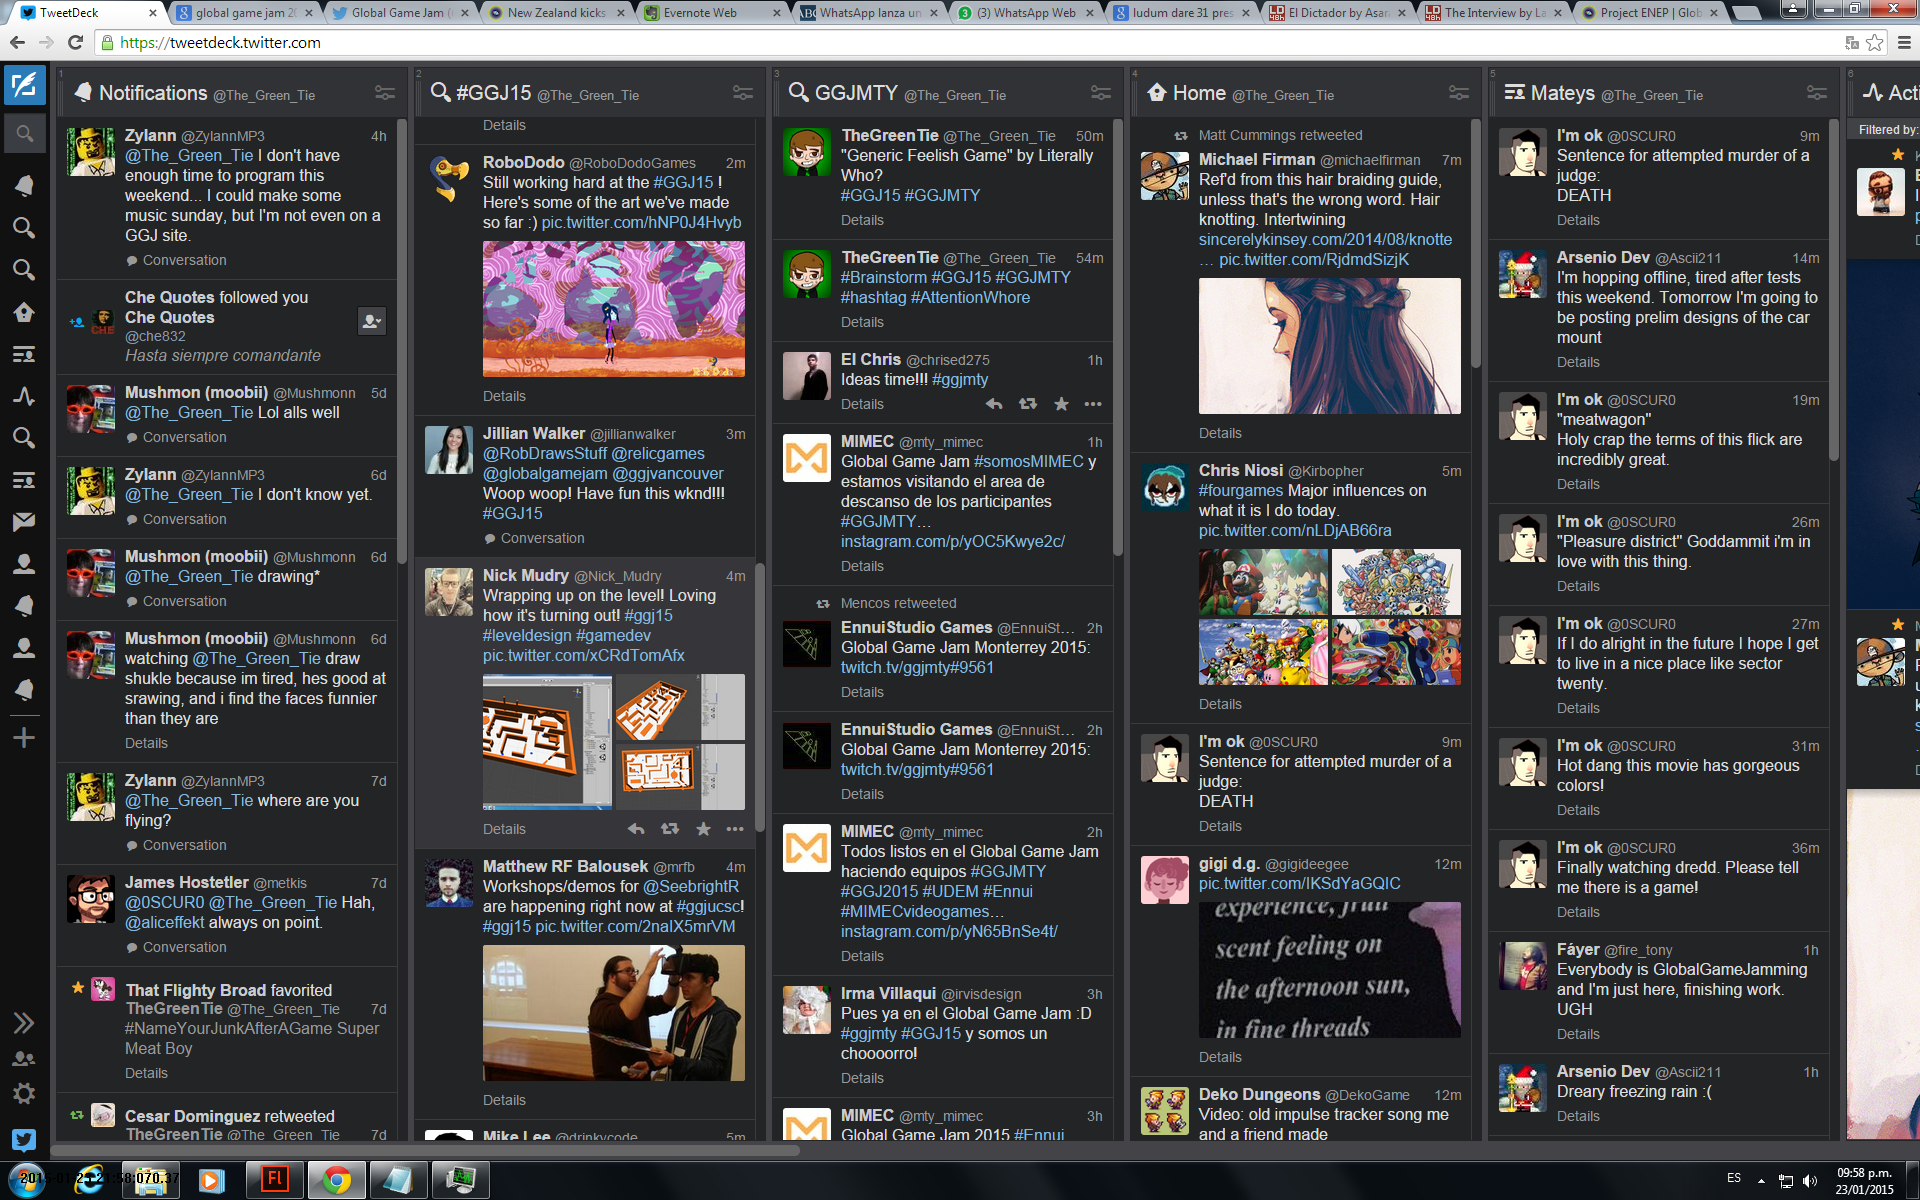 TweetDeck
global game jam 20
Global Game Jam (
New Zealand kicks
Evernote Web
WhatsApp lanza un
(3) WhatsApp Web
ludum dare 31 pres
El Dictador by Asar
The Interview by La
Project ENEP | Glob
https://tweetdeck.twitter.com
1
Notifications @The_Green_Tie
Zylann @ZylannMP3 4h
@The_Green_Tie I don't have
enough time to program this
weekend... I could make some
music sunday, but I'm not even on a
GGJ site.
Conversation
Che Quotes followed you
Che Quotes
@che832
Hasta siempre comandante
Mushmon (moobii) @Mushmonn 5d
@The_Green_Tie Lol alls well
Conversation
Zylann @ZylannMP3 6d
@The_Green_Tie I don't know yet.
Conversation
Mushmon (moobii) @Mushmonn 6d
@The_Green_Tie drawing*
Conversation
Mushmon (moobii) @Mushmonn 6d
watching @The_Green_Tie draw
shukle because im tired, hes good at
srawing, and i find the faces funnier
than they are
Details
Zylann @ZylannMP3 7d
@The_Green_Tie where are you
flying?
Conversation
James Hostetler @metkis 7d
@0SCUR0 @The_Green_Tie Hah,
@aliceffekt always on point.
Conversation
That Flighty Broad favorited
TheGreenTie @The_Green_Tie 7d
#NameYourJunkAfterAGame Super
Meat Boy
Details
Cesar Dominguez retweeted
TheGreenTie @The_Green_Tie 7d
2
#GGJ15 @The_Green_Tie
Details
RoboDodo @RoboDodoGames 2m
Still working hard at the #GGJ15 !
Here's some of the art we've made
so far :) pic.twitter.com/hNP0J4Hvyb
Details
Jillian Walker @jillianwalker 3m
@RobDrawsStuff @relicgames
@globalgamejam @ggjvancouver
Woop woop! Have fun this wknd!!!
#GGJ15
Conversation
Nick Mudry @Nick_Mudry 4m
Wrapping up on the level! Loving
how it's turning out! #ggj15
#leveldesign #gamedev
pic.twitter.com/xCRdTomAfx
Details
Matthew RF Balousek @mrfb 4m
Workshops/demos for @SeebrightR
are happening right now at #ggjucsc!
#ggj15 pic.twitter.com/2naIX5mrVM
Details
Mike Lee @drinkycode 5m
3
GGJMTY @The_Green_Tie
TheGreenTie @The_Green_Tie 50m
"Generic Feelish Game" by Literally
Who?
#GGJ15 #GGJMTY
Details
TheGreenTie @The_Green_Tie 54m
#Brainstorm #GGJ15 #GGJMTY
#hashtag #AttentionWhore
Details
El Chris @chrised275 1h
Ideas time!!! #ggjmty
Details
MIMEC @mty_mimec 1h
Global Game Jam #somosMIMEC y
estamos visitando el area de
descanso de los participantes
#GGJMTY…
instagram.com/p/yOC5Kwye2c/
Details
Mencos retweeted
EnnuiStudio Games @EnnuiSt... 2h
Global Game Jam Monterrey 2015:
twitch.tv/ggjmty#9561
Details
EnnuiStudio Games @EnnuiSt... 2h
Global Game Jam Monterrey 2015:
twitch.tv/ggjmty#9561
Details
MIMEC @mty_mimec 2h
Todos listos en el Global Game Jam
haciendo equipos #GGJMTY
#GGJ2015 #UDEM #Ennui
#MIMECvideogames…
instagram.com/p/yN65BnSe4t/
Details
Irma Villaqui @irvisdesign 3h
Pues ya en el Global Game Jam :D
#ggjmty #GGJ15 y somos un
choooorro!
Details
MIMEC @mty_mimec 3h
Global Game Jam 2015 #Ennui
4
Home @The_Green_Tie
Matt Cummings retweeted
Michael Firman @michaelfirman 7m
Ref'd from this hair braiding guide,
unless that's the wrong word. Hair
knotting. Intertwining
sincerelykinsey.com/2014/08/knotte
… pic.twitter.com/RjdmdSizjK
Details
Chris Niosi @Kirbopher 5m
#fourgames Major influences on
what it is I do today.
pic.twitter.com/nLDjAB66ra
Details
I'm ok @0SCUR0 9m
Sentence for attempted murder of a
judge:
DEATH
Details
gigi d.g. @gigideegee 12m
pic.twitter.com/IKSdYaGQIC
experience, fruit
scent feeling on
the afternoon sun,
in fine threads
Details
Deko Dungeons @DekoGame 12m
Video: old impulse tracker song me
and a friend made
5
Mateys @The_Green_Tie
I'm ok @0SCUR0 9m
Sentence for attempted murder of a
judge:
DEATH
Details
Arsenio Dev @Ascii211 14m
I'm hopping offline, tired after tests
this weekend. Tomorrow I'm going to
be posting prelim designs of the car
mount
Details
I'm ok @0SCUR0 19m
"meatwagon"
Holy crap the terms of this flick are
incredibly great.
Details
I'm ok @0SCUR0 26m
"Pleasure district" Goddammit i'm in
love with this thing.
Details
I'm ok @0SCUR0 27m
If I do alright in the future I hope I get
to live in a nice place like sector
twenty.
Details
I'm ok @0SCUR0 31m
Hot dang this movie has gorgeous
colors!
Details
I'm ok @0SCUR0 36m
Finally watching dredd. Please tell
me there is a game!
Details
Fáyer @fire_tony 1h
Everybody is GlobalGameJamming
and I'm just here, finishing work.
UGH
Details
Arsenio Dev @Ascii211 1h
Dreary freezing rain :(
Details
6
Acti
Filtered by:
ES
09:58 p.m.
23/01/2015